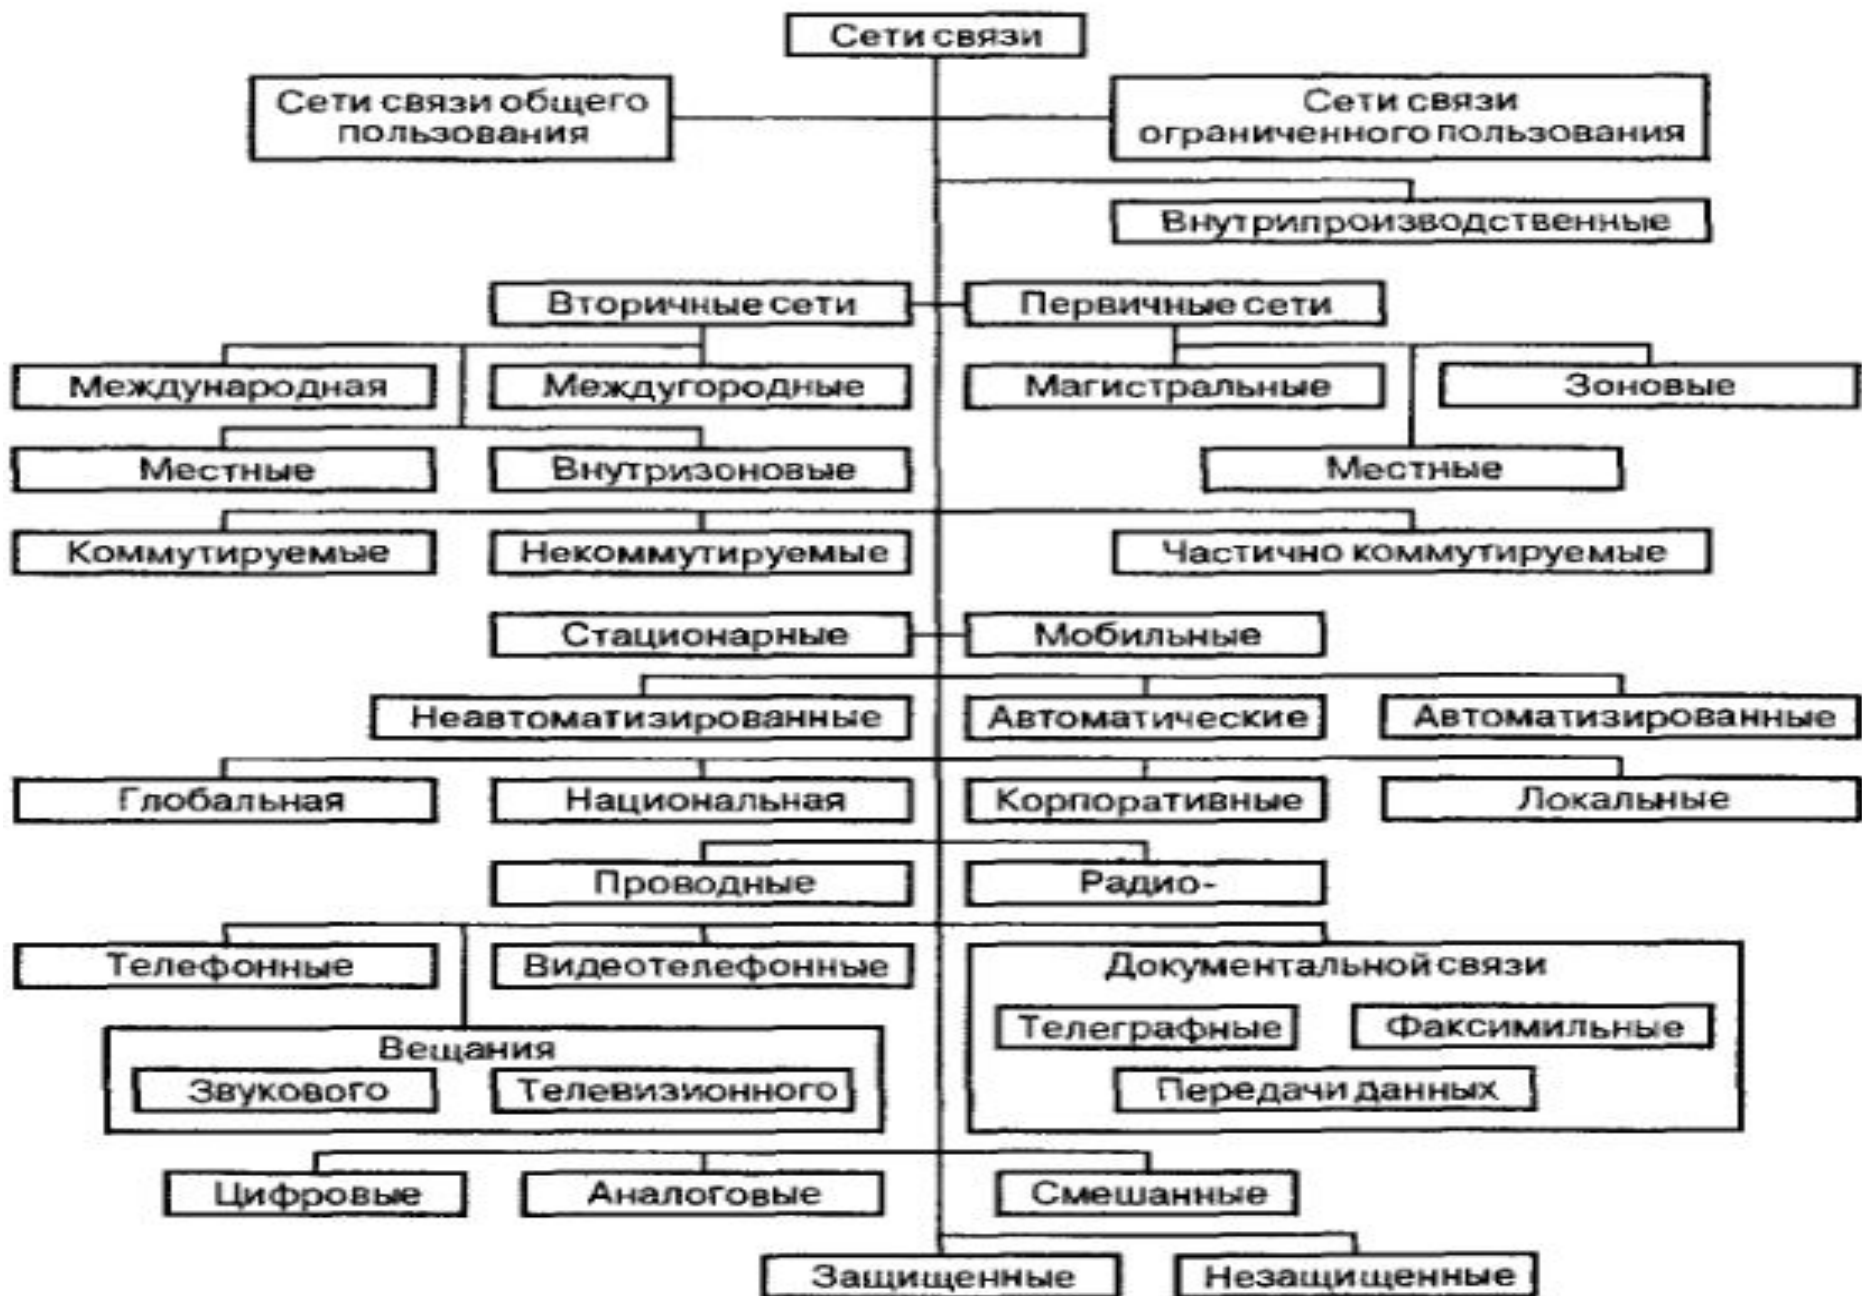 Сети связи
Сети связи общего
пользования
Сети связи
ограниченного пользования
Внутрипроизводственные
Вторичные сети
Первичные сети
Международная
Междугородные
Магистральные
Зоновые
Местные
Внутризоновые
Местные
Коммутируемые
Некоммутируемые
Частично коммутируемые
Стационарные
Мобильные
Неавтоматизированные
Автоматические
Автоматизированные
Глобальная
Национальная
Корпоративные
Локальные
Проводные
Радио-
Телефонные
Видеотелефонные
Документальной связи
Телеграфные
Факсимильные
Передачи данных
Вещания
Звукового
Телевизионного
Цифровые
Аналоговые
Смешанные
Защищенные
Незащищенные